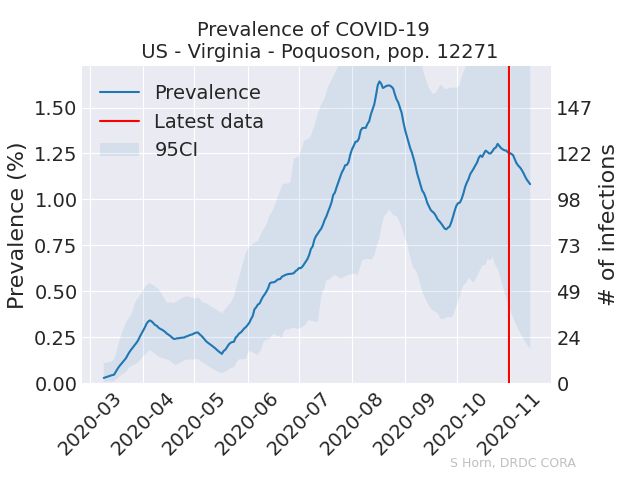 Prevalence of COVID-19
US - Virginia - Poquoson, pop. 12271
Prevalence
Latest data
95CI
Prevalence (%)
1.50
1.25
1.00
0.75
0.50
0.25
0.00
147
122
98
73
49
24
0
# of infections
2020-03
2020-04
2020-05
2020-06
2020-07
2020-08
2020-09
2020-10
2020-11
S Horn, DRDC CORA